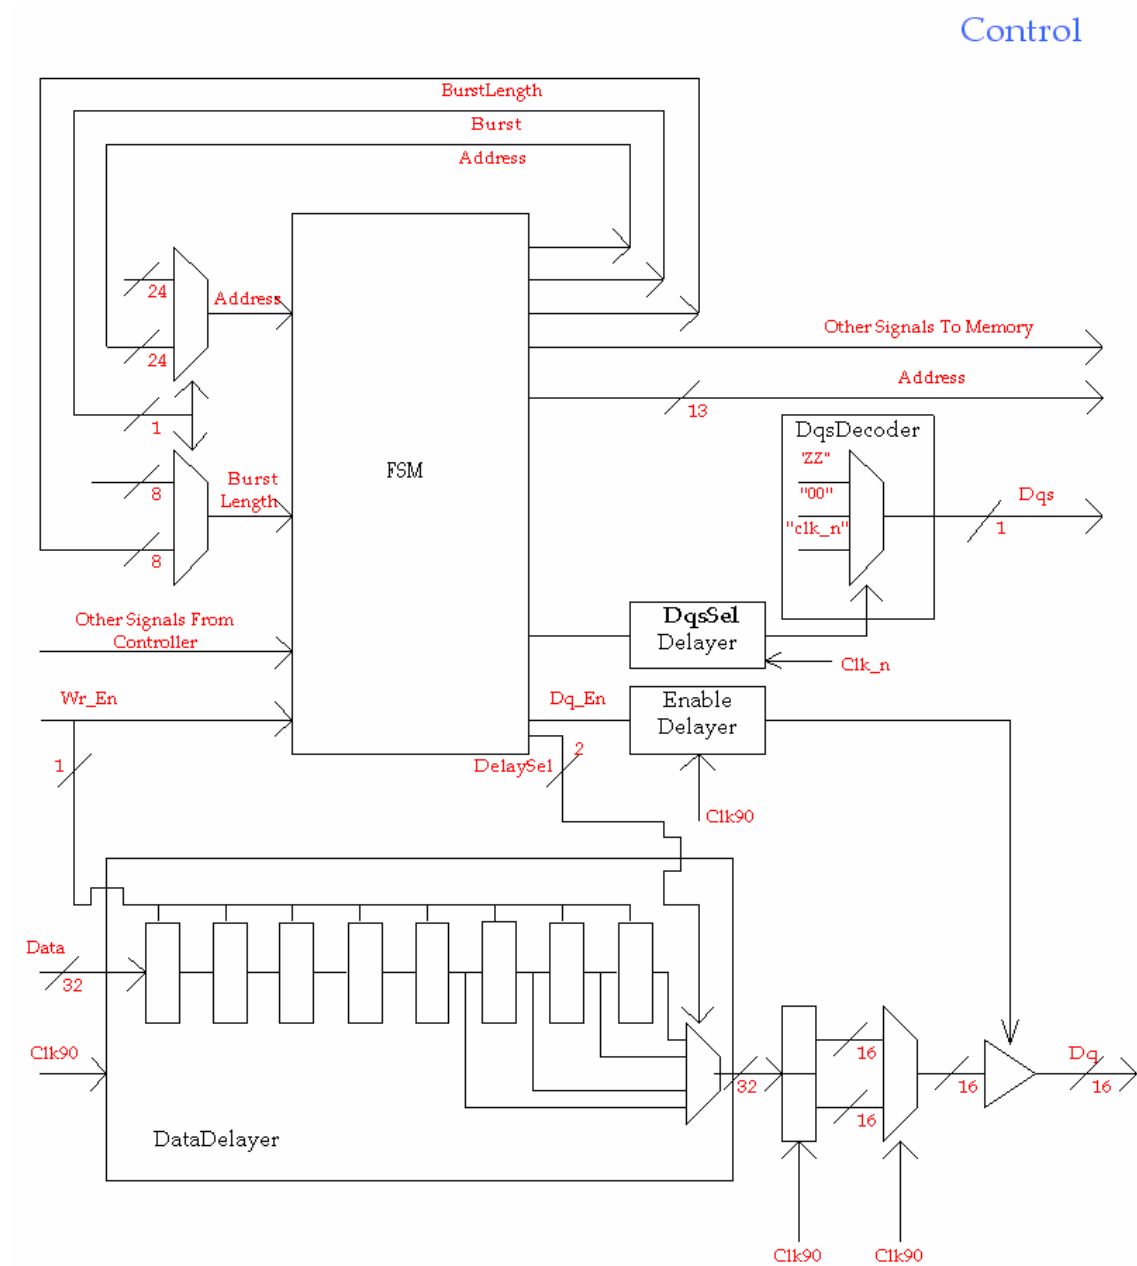 Control
BurstLength
Burst
Address
24
Address
24
Other Signals To Memory
Address
13
1
DqsDecoder
FSM
"ZZ"
8
Burst
Length
"00"
Dqs
1
"clk_n"
8
Other Signals From
Controller
DqsSel
Delayer
Clk_n
Wr_En
Dq_En
Enable
Delayer
1
DelaySel
2
Clk90
Data
32
Clk90
32
16
16
16
Dq
16
DataDelayer
Clk90
Clk90